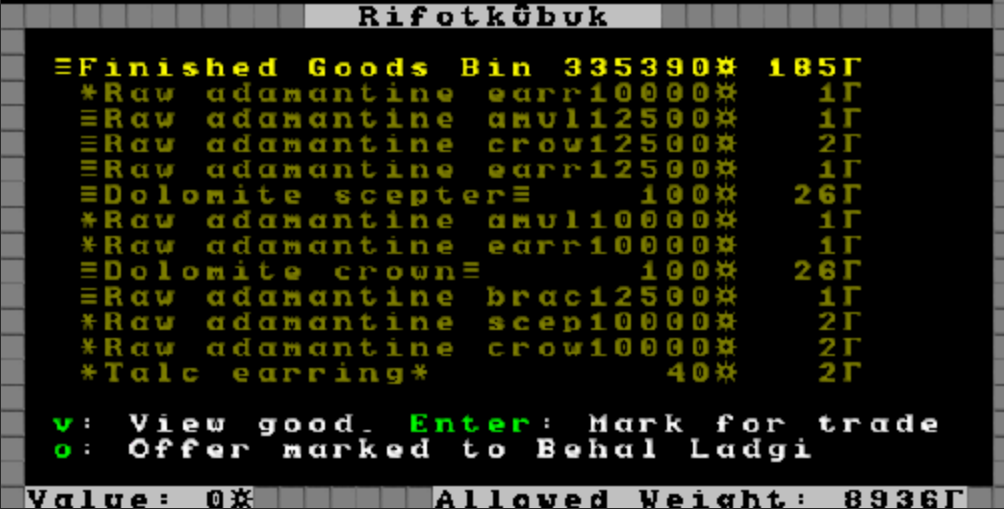 Rifotkûbuk
≡Finished Goods Bin 335390☼ 185Γ
*Raw adamantine earr10000☼ 1Γ
≡Raw adamantine amul12500☼ 1Γ
≡Raw adamantine crow12500☼ 2Γ
≡Raw adamantine earr12500☼ 1Γ
≡Dolomite scepter≡ 100☼ 26Γ
*Raw adamantine amul10000☼ 1Γ
*Raw adamantine earr10000☼ 1Γ
≡Dolomite crown≡ 100☼ 26Γ
≡Raw adamantine brac12500☼ 1Γ
*Raw adamantine scep10000☼ 2Γ
*Raw adamantine crow10000☼ 2Γ
*Talc earring* 40☼ 2Γ
v: View good. Enter: Mark for trade
o: Offer marked to Behal Ladgi
Value: 0☼ Allowed Weight: 8936Γ